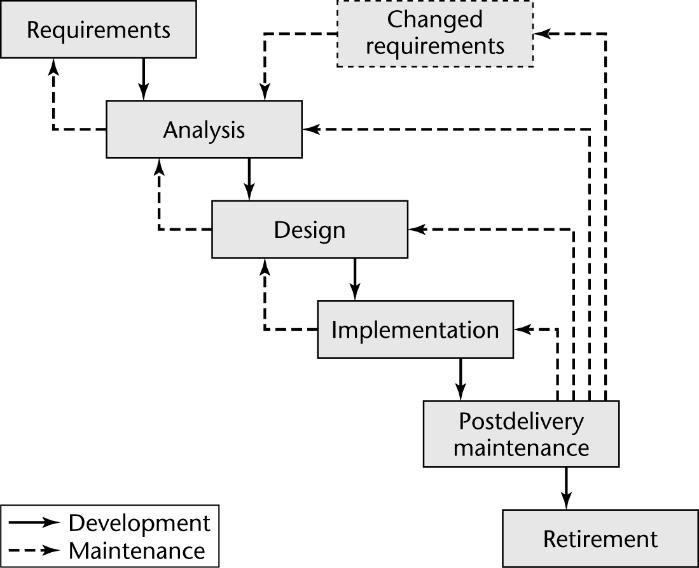 Requirements
Changed
requirements
Analysis
Design
Implementation
Postdelivery
maintenance
Retirement
Development
Maintenance